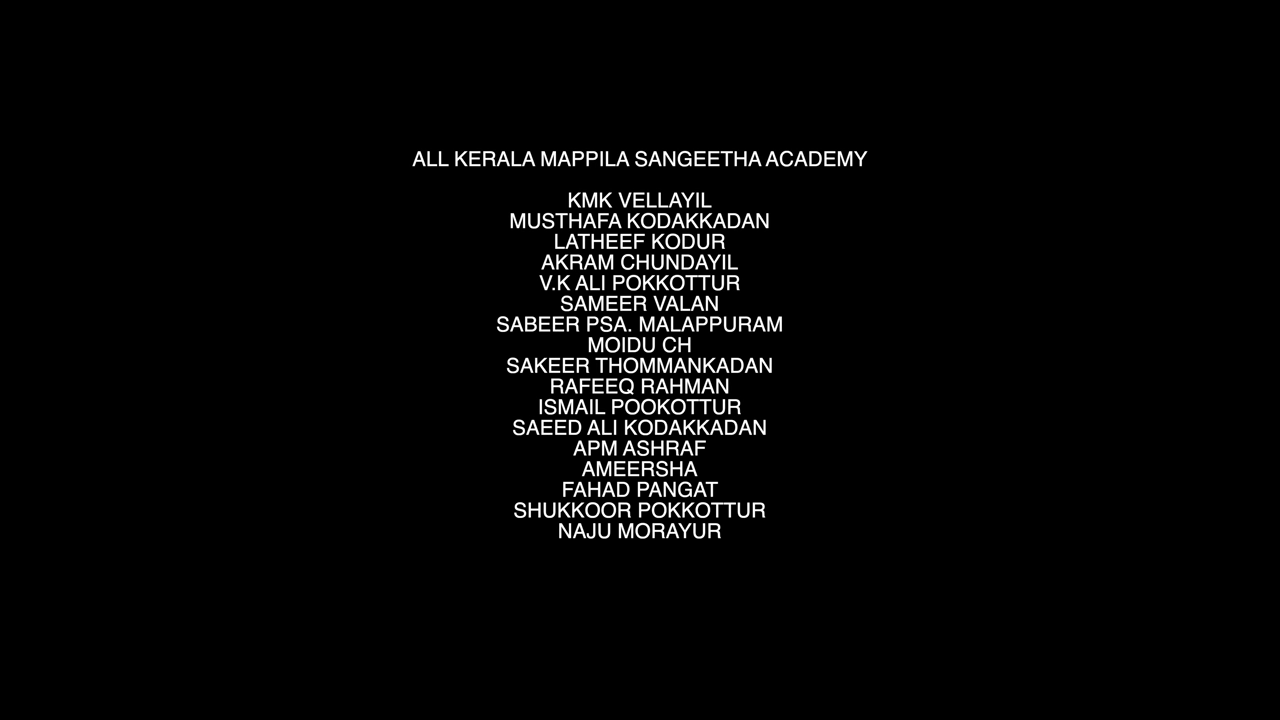 ALL KERALA MAPPILA SANGEETHA ACADEMY
KMK VELLAYIL
MUSTHAFA KODAKKADAN
LATHEEF KODUR
AKRAM CHUNDAYIL
V.K ALI POKKOTTUR
SAMEER VALAN
SABEER PSA. MALAPPURAM
MOIDU CH
SAKEER THOMMANKADAN
RAFEEQ RAHMAN
ISMAIL POOKOTTUR
SAEED ALI KODAKKADAN
APM ASHRAF
AMEERSHA
FAHAD PANGAT
SHUKKOOR POKKOTTUR
NAJU MORAYUR